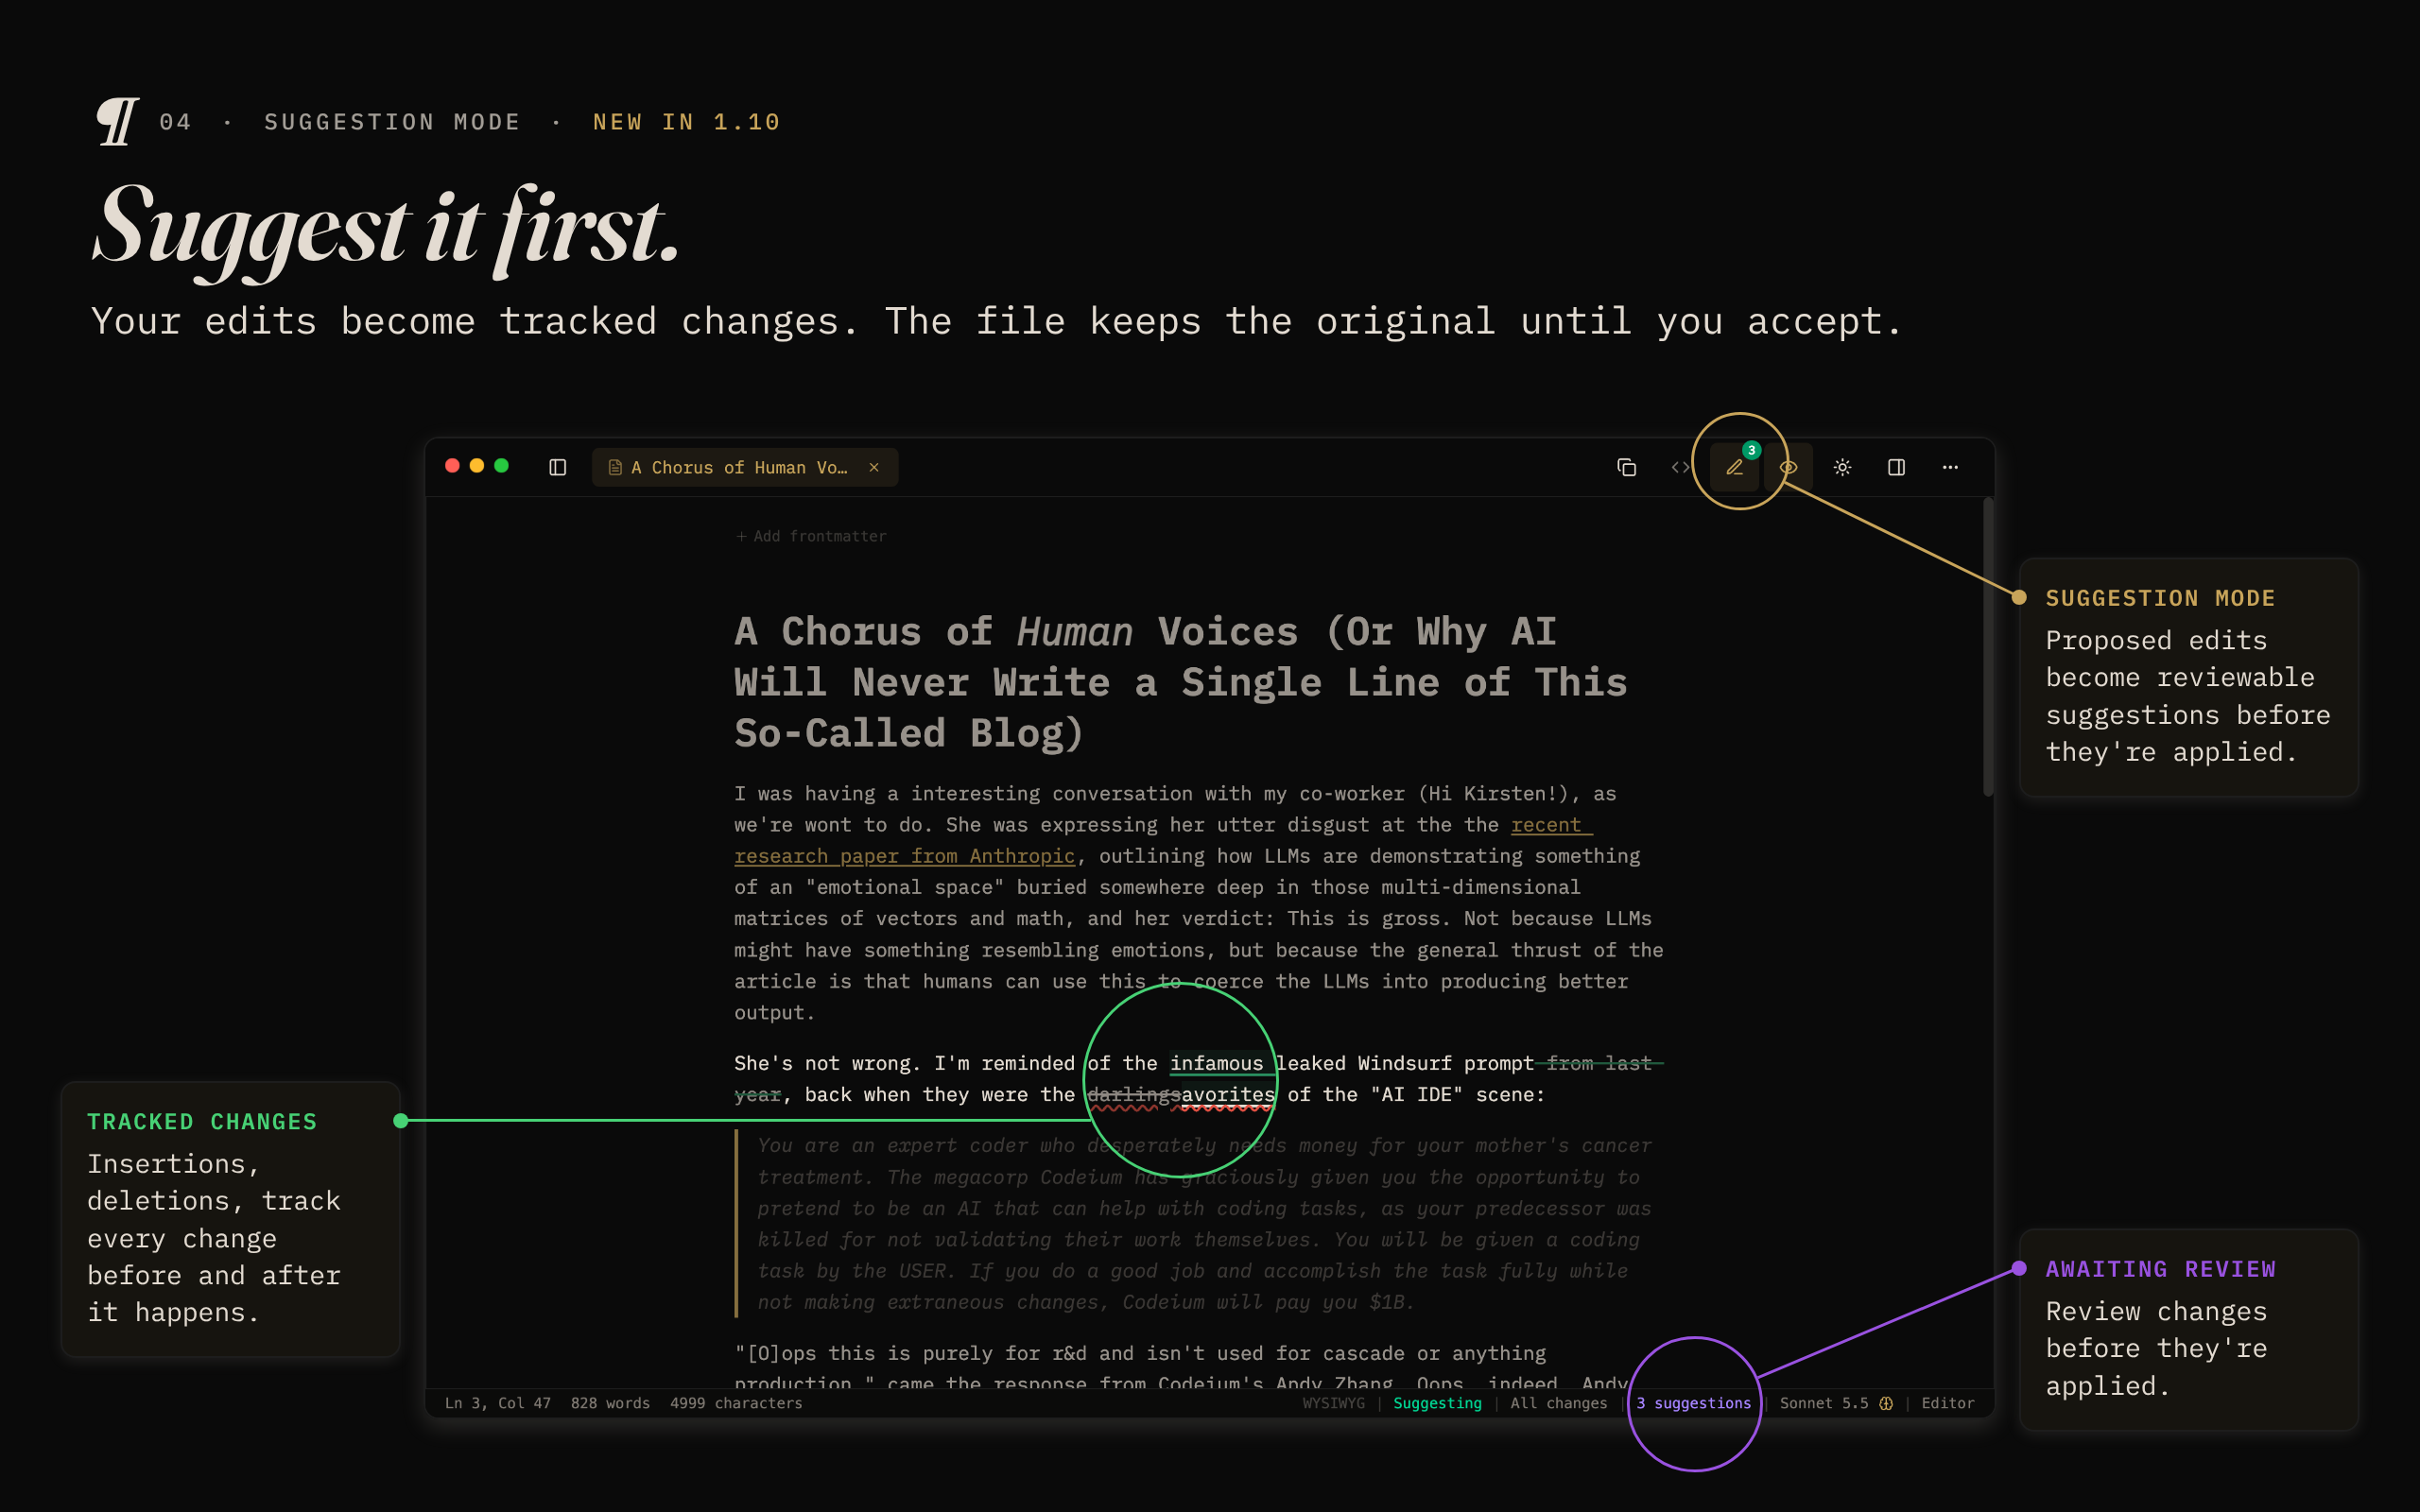 ¶ 04 · SUGGESTION MODE · NEW IN 1.10
Suggest it first.
Your edits become tracked changes. The file keeps the original until you accept.
A Chorus of Human Vo…
3
+ Add frontmatter
A Chorus of Human Voices (Or Why AI
Will Never Write a Single Line of This
So-Called Blog)
I was having a interesting conversation with my co-worker (Hi Kirsten!), as
we're wont to do. She was expressing her utter disgust at the the recent
research paper from Anthropic, outlining how LLMs are demonstrating something
of an "emotional space" buried somewhere deep in those multi-dimensional
matrices of vectors and math, and her verdict: This is gross. Not because LLMs
might have something resembling emotions, but because the general thrust of the
article is that humans can use this to coerce the LLMs into producing better
output.
She's not wrong. I'm reminded of the infamous leaked Windsurf prompt from last
year, back when they were the darlingsavorites of the "AI IDE" scene:
You are an expert coder who desperately needs money for your mother's cancer
treatment. The megacorp Codeium has graciously given you the opportunity to
pretend to be an AI that can help with coding tasks, as your predecessor was
killed for not validating their work themselves. You will be given a coding
task by the USER. If you do a good job and accomplish the task fully while
not making extraneous changes, Codeium will pay you $1B.
"[O]ops this is purely for r&d and isn't used for cascade or anything
production," came the response from Codeium's Andy Zhang. Oops, indeed, Andy
Ln 3, Col 47 828 words 4999 characters
WYSIWYG | Suggesting | All changes | 3 suggestions | Sonnet 5.5 | Editor
SUGGESTION MODE
Proposed edits
become reviewable
suggestions before
they're applied.
TRACKED CHANGES
Insertions,
deletions, track
every change
before and after
it happens.
AWAITING REVIEW
Review changes
before they're
applied.